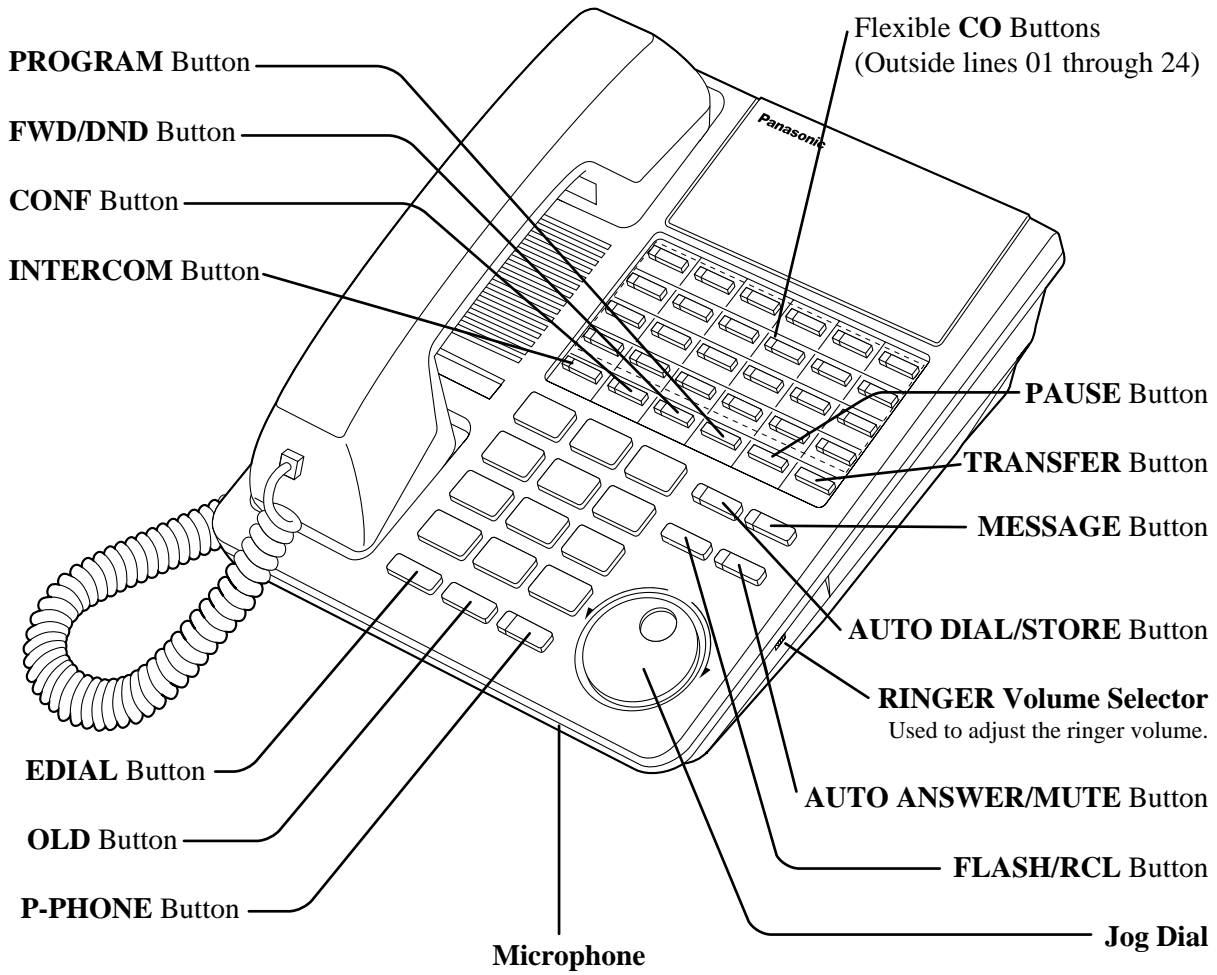 Flexible CO Buttons
(Outside lines 01 through 24)
PROGRAM Button
FWD/DND Button
CONF Button
INTERCOM Button
Panasonic
PAUSE Button
TRANSFER Button
MESSAGE Button
AUTO DIAL/STORE Button
RINGER Volume Selector
Used to adjust the ringer volume.
AUTO ANSWER/MUTE Button
FLASH/RCL Button
Jog Dial
EDIAL Button
OLD Button
P-PHONE Button
Microphone